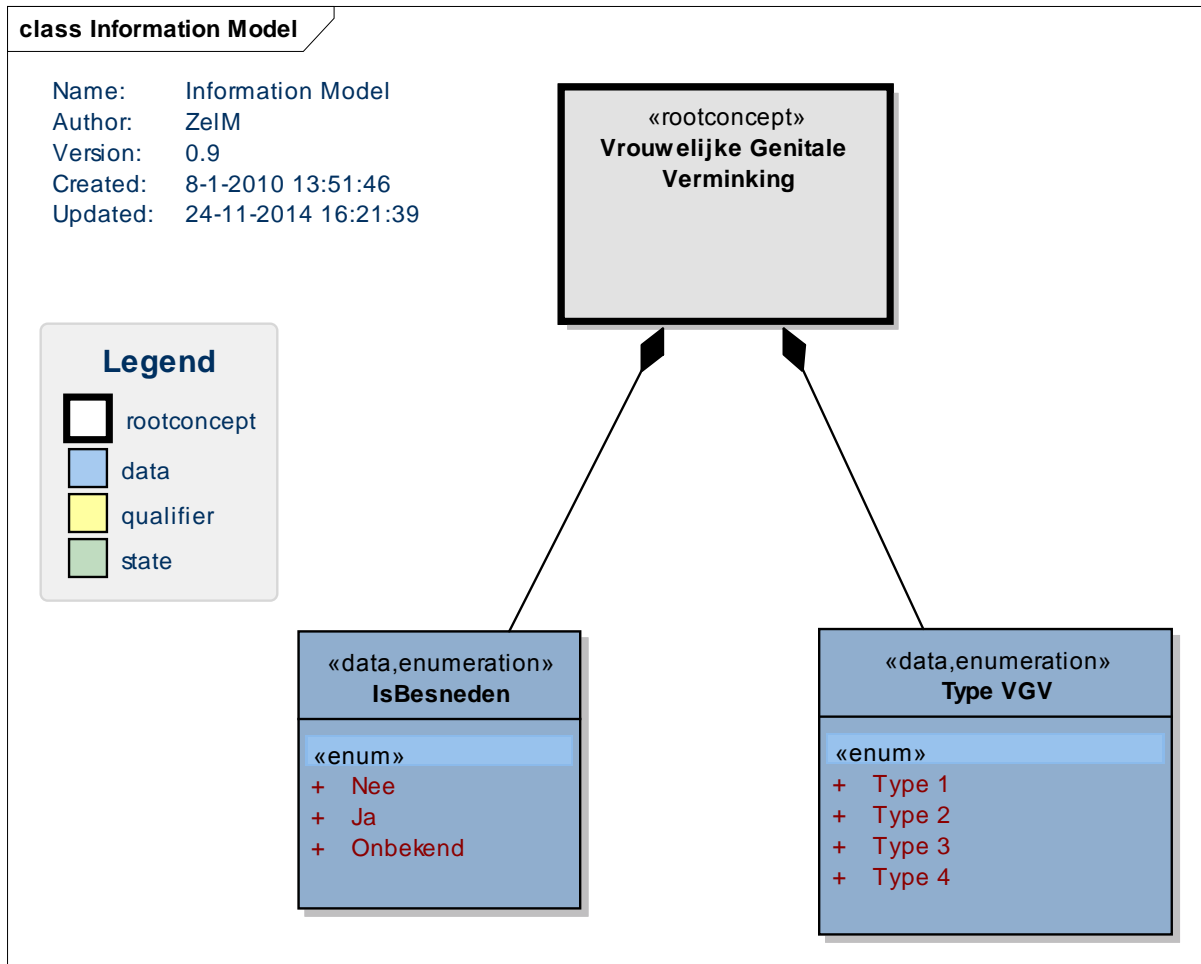 class Information Model
Name: Information Model
Author: ZelM
Version: 0.9
Created: 8-1-2010 13:51:46
Updated: 24-11-2014 16:21:39
«rootconcept»
Vrouwelijke Genitale
Verminking
Legend
rootconcept
data
qualifier
state
«data,enumeration»
IsBesneden
«enum»
+ Nee
+ Ja
+ Onbekend
«data,enumeration»
Type VGV
«enum»
+ Type 1
+ Type 2
+ Type 3
+ Type 4